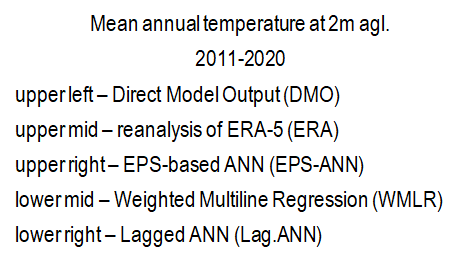 Mean annual temperature at 2m agl.
2011-2020
upper left – Direct Model Output (DMO)
upper mid – reanalysis of ERA-5 (ERA)
upper right – EPS-based ANN (EPS-ANN)
lower mid – Weighted Multiline Regression (WMLR)
lower right – Lagged ANN (Lag.ANN)